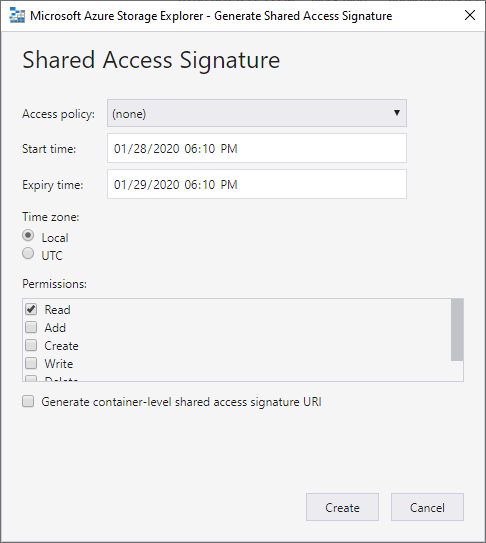 Microsoft Azure Storage Explorer - Generate Shared Access Signature
Shared Access Signature
Access policy: (none)
Start time: 01/28/2020 06:10 PM
Expiry time: 01/29/2020 06:10 PM
Time zone:
Local
UTC
Permissions:
Read
Add
Create
Write
Delete
Generate container-level shared access signature URI
Create Cancel